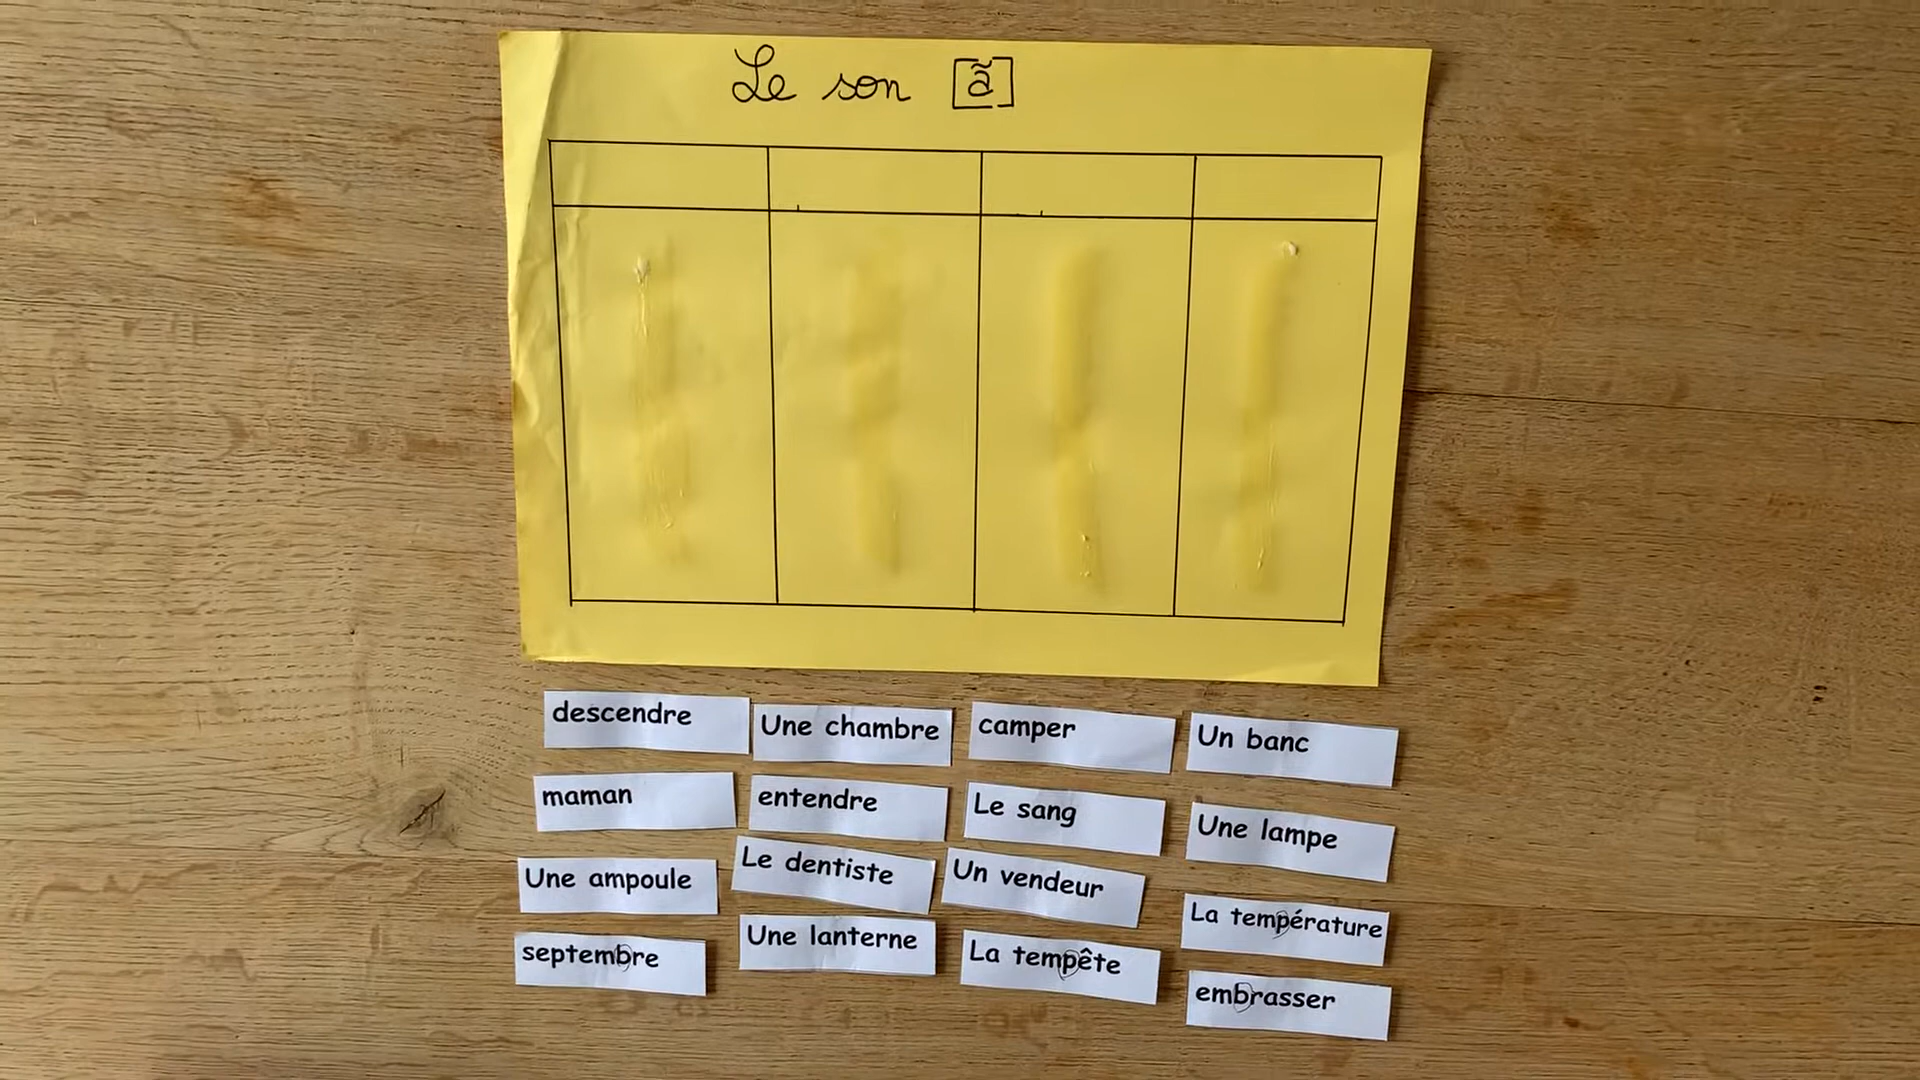 Le son [ã]
descendre
Une chambre
camper
Un banc
maman
entendre
Le sang
Une lampe
Une ampoule
Le dentiste
Un vendeur
La température
septembre
Une lanterne
La tempête
embrasser